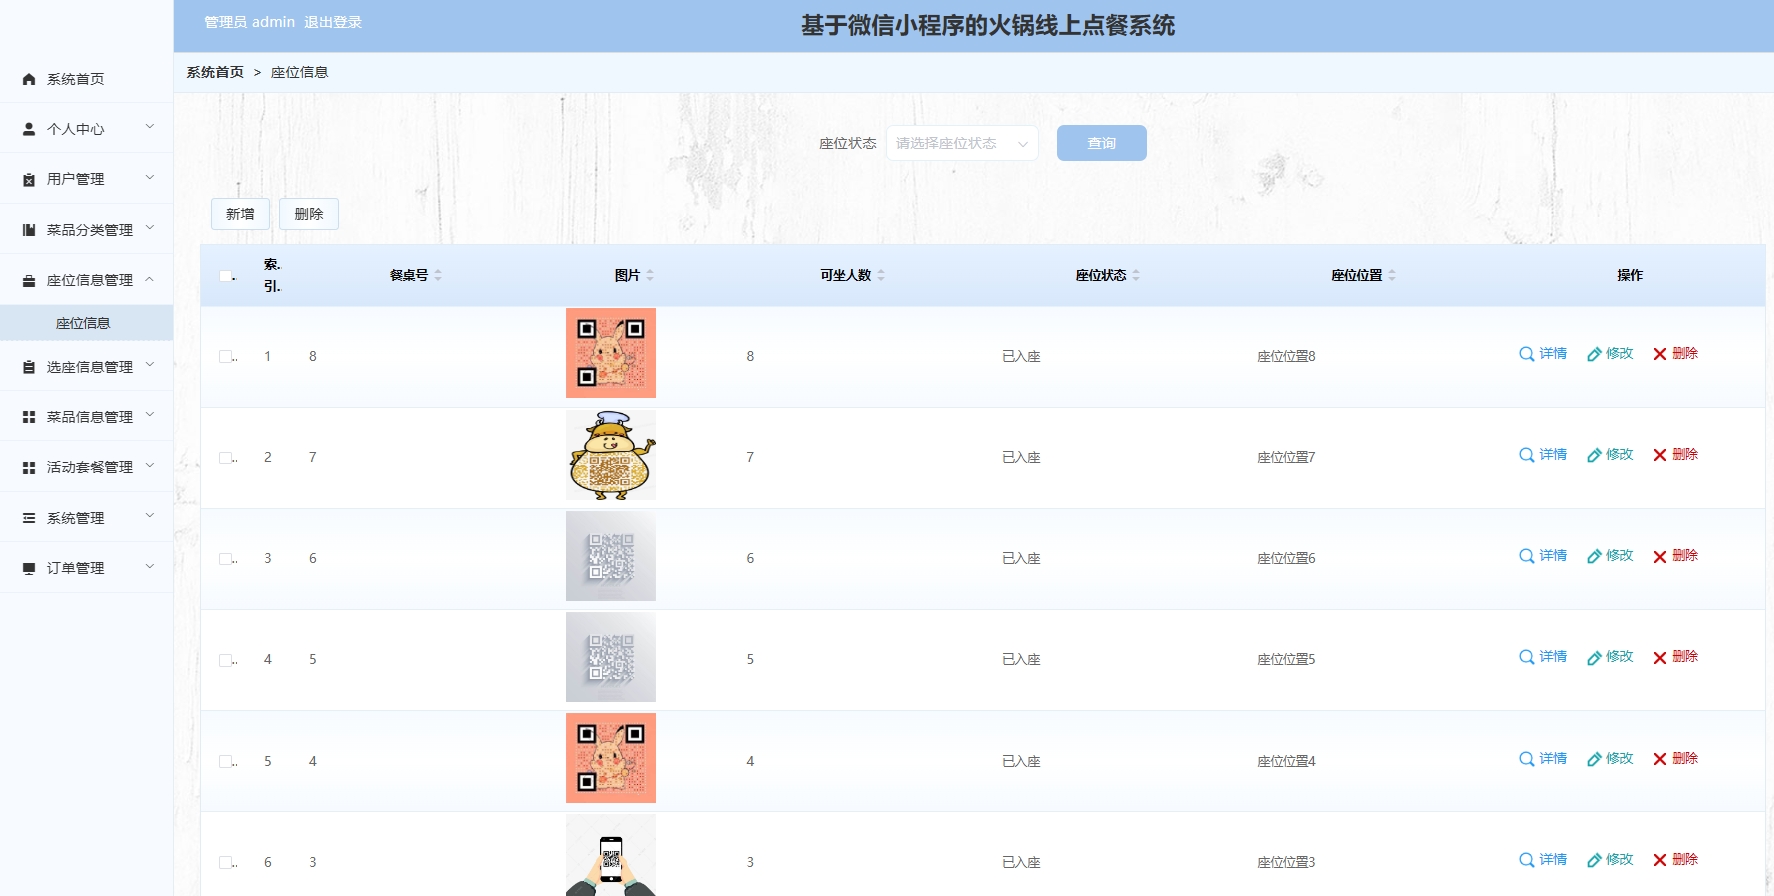 管理员 admin 退出登录
基于微信小程序的火锅线上点餐系统
系统首页
个人中心
用户管理
菜品分类管理
座位信息管理
座位信息
选座信息管理
菜品信息管理
活动套餐管理
系统管理
订单管理
系统首页 > 座位信息
座位状态 请选择座位状态 查询
新增 删除
索.. 引.. 餐桌号 图片 可坐人数 座位状态 座位位置 操作
1 8 8 已入座 座位位置8 详情 修改 删除
2 7 7 已入座 座位位置7 详情 修改 删除
3 6 6 已入座 座位位置6 详情 修改 删除
4 5 5 已入座 座位位置5 详情 修改 删除
5 4 4 已入座 座位位置4 详情 修改 删除
6 3 3 已入座 座位位置3 详情 修改 删除